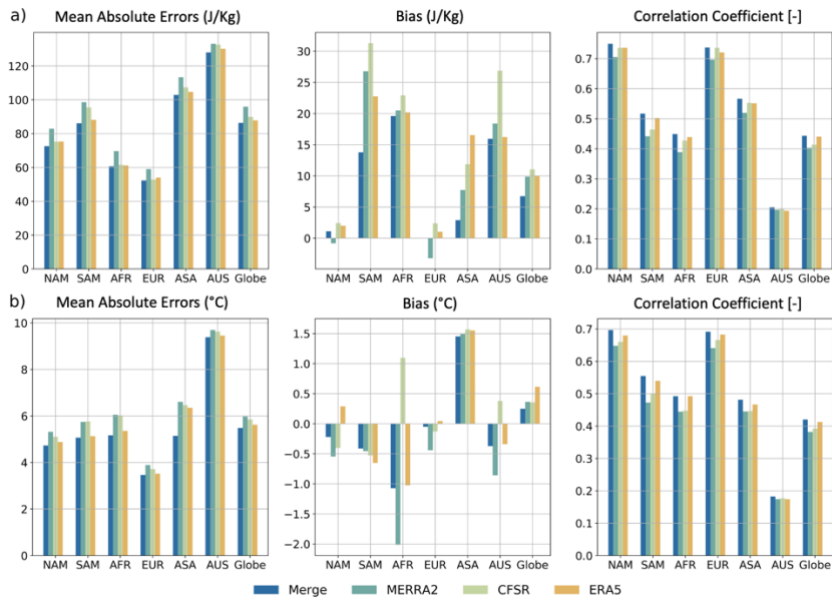 a)
Mean Absolute Errors (J/Kg)
Bias (J/Kg)
Correlation Coefficient [-]
120
100
80
60
40
20
0
NAM SAM AFR EUR ASA AUS Globe
30
25
20
15
10
5
0
NAM SAM AFR EUR ASA AUS Globe
0.7
0.6
0.5
0.4
0.3
0.2
0.1
0.0
NAM SAM AFR EUR ASA AUS Globe
b)
Mean Absolute Errors (°C)
Bias (°C)
Correlation Coefficient [-]
10
8
6
4
2
0
NAM SAM AFR EUR ASA AUS Globe
1.5
1.0
0.5
0.0
−0.5
−1.0
−1.5
−2.0
NAM SAM AFR EUR ASA AUS Globe
0.7
0.6
0.5
0.4
0.3
0.2
0.1
0.0
NAM SAM AFR EUR ASA AUS Globe
Merge MERRA2 CFSR ERA5